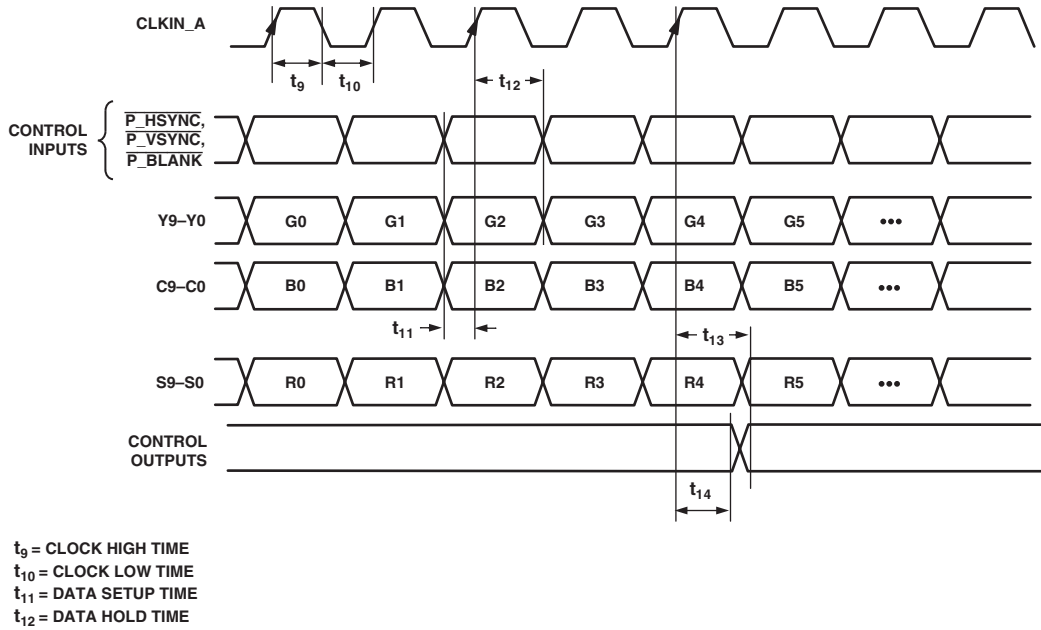 CLKIN_A
t9 t10 t12
CONTROL INPUTS
P_HSYNC,
P_VSYNC,
P_BLANK
Y9–Y0 G0 G1 G2 G3 G4 G5 •••
C9–C0 B0 B1 B2 B3 B4 B5 •••
t11 t13
S9–S0 R0 R1 R2 R3 R4 R5 •••
CONTROL
OUTPUTS
t14
t9 = CLOCK HIGH TIME
t10 = CLOCK LOW TIME
t11 = DATA SETUP TIME
t12 = DATA HOLD TIME